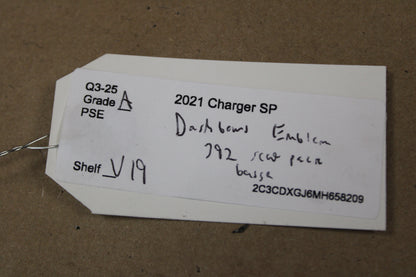 Q3-25
Grade A
PSE
2021 Charger SP
Dashboard Emblem
392 scat pack
Shelf V19
2C3CDXGJ6MH658209